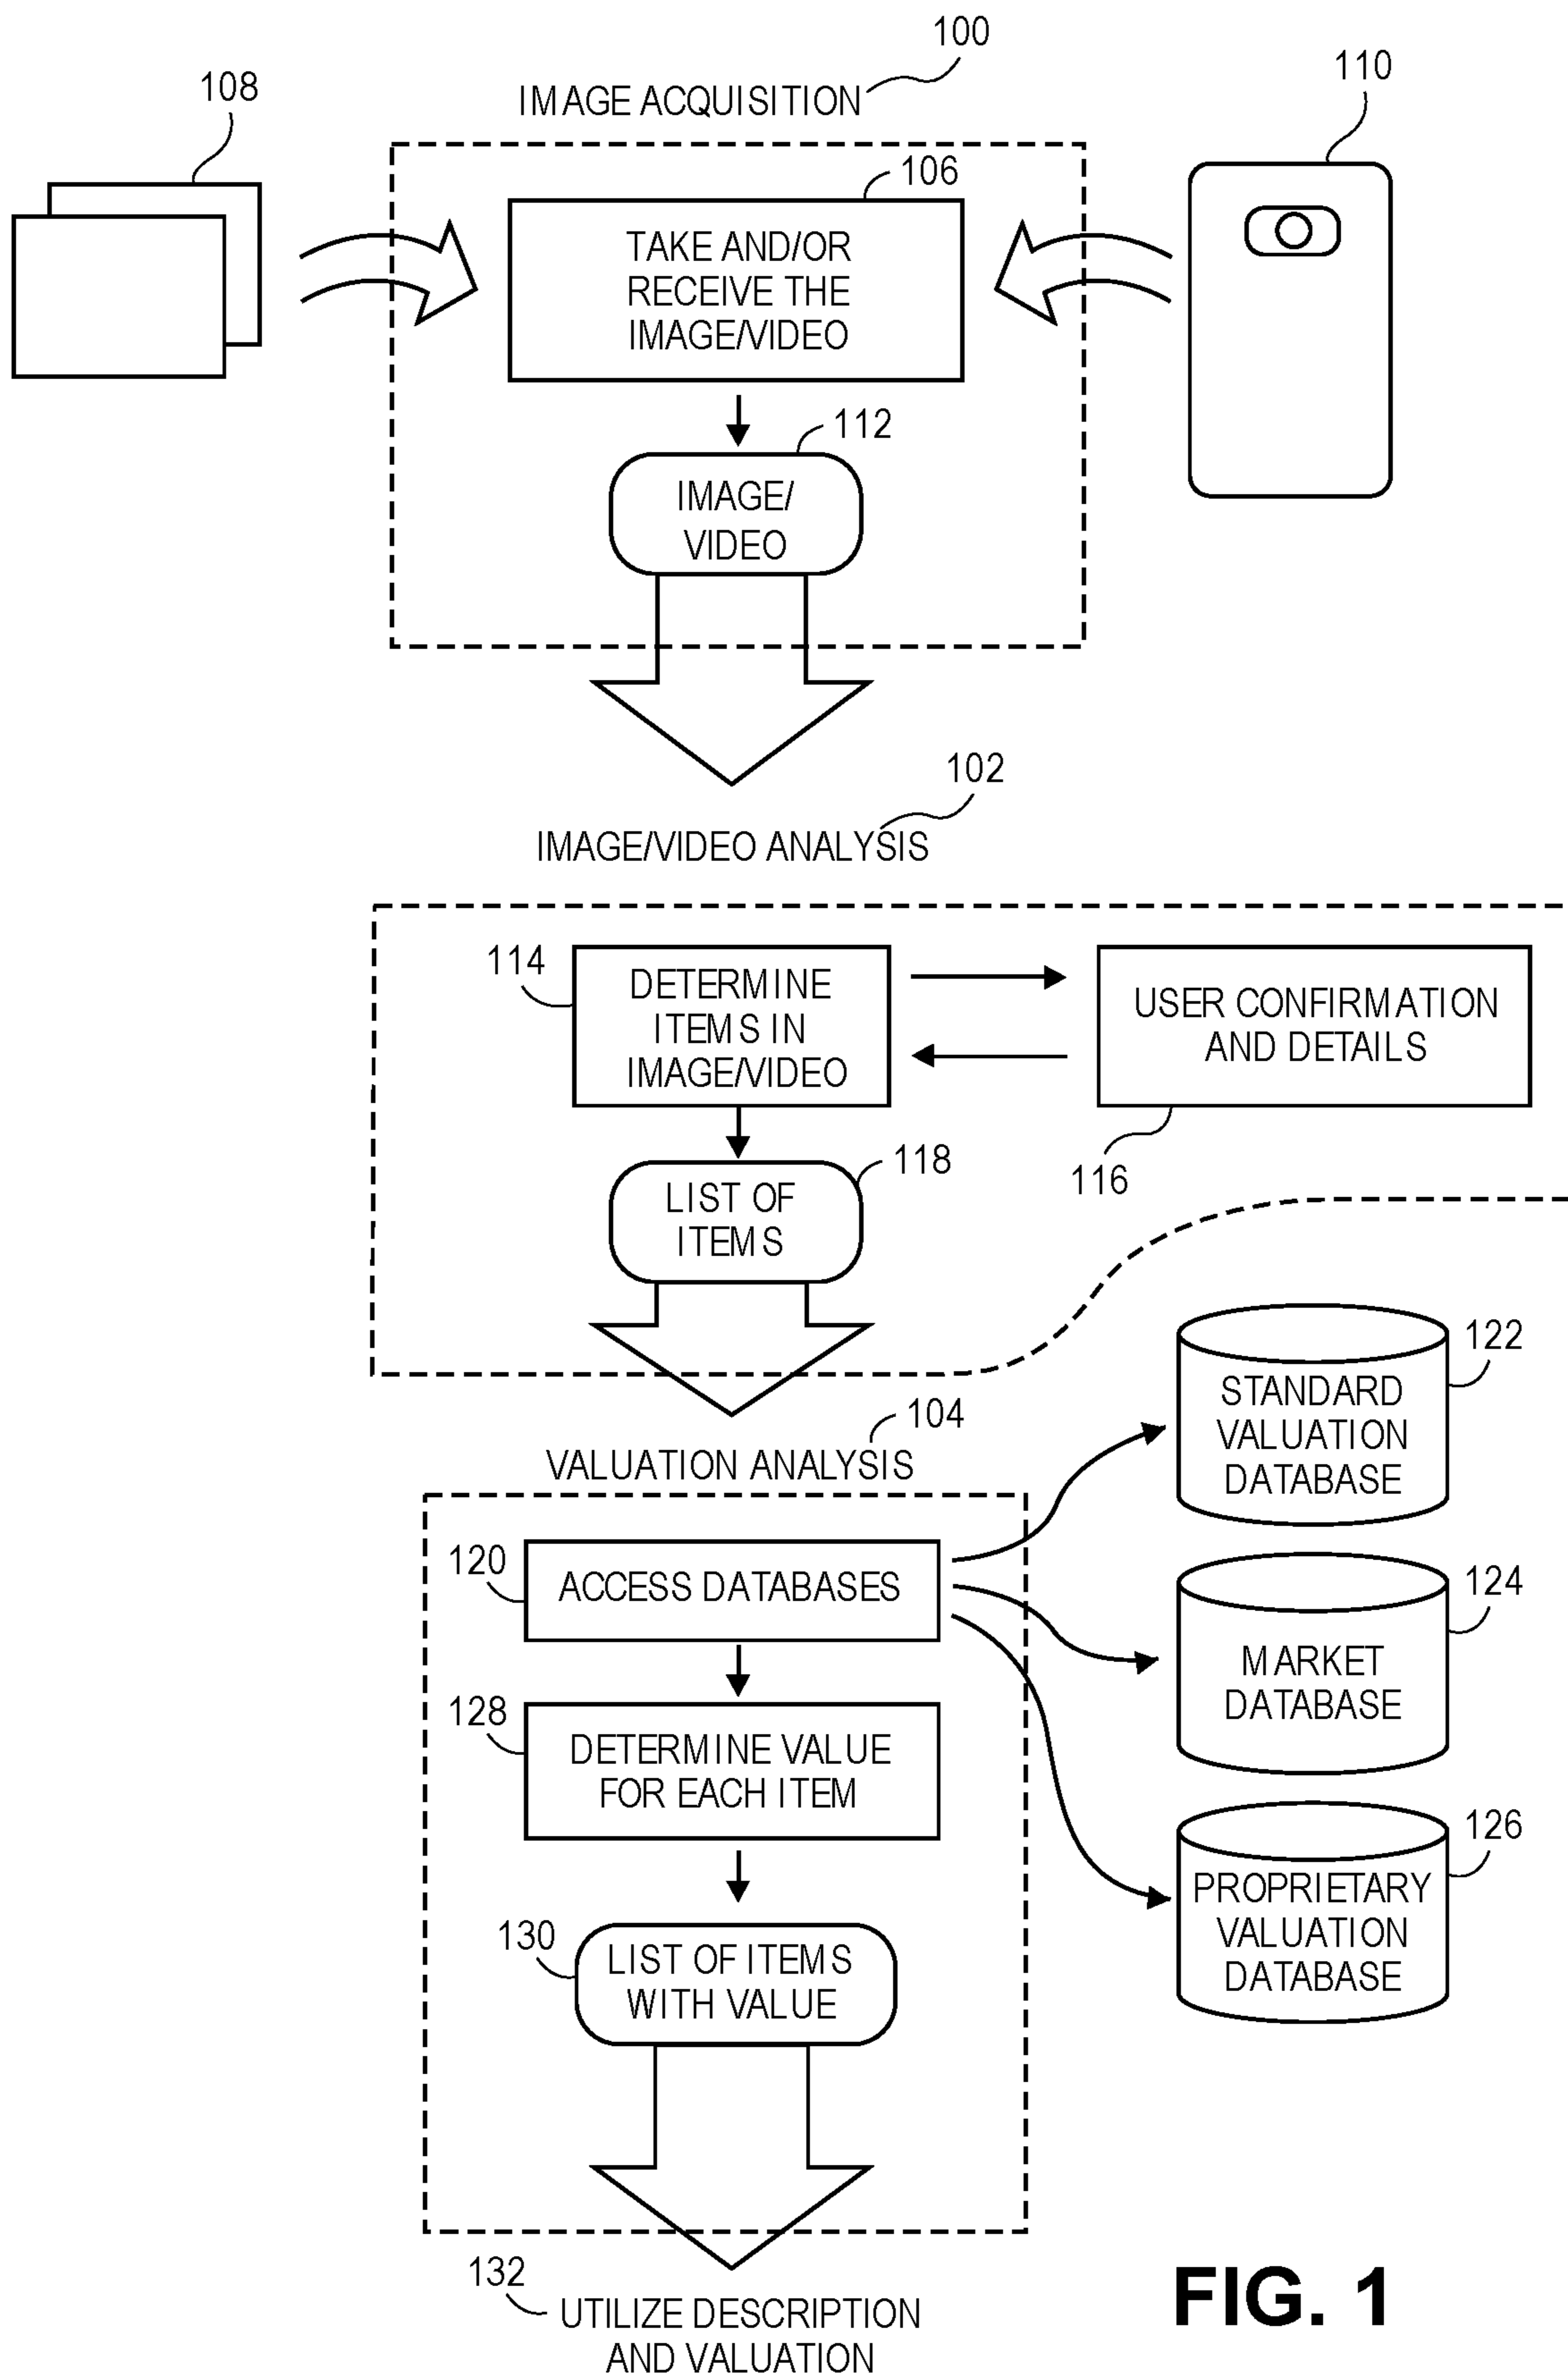 100
IMAGE ACQUISITION
108
110
106
TAKE AND/OR
RECEIVE THE
IMAGE/VIDEO
112
IMAGE/
VIDEO
102
IMAGE/VIDEO ANALYSIS
114
DETERMINE
ITEMS IN
IMAGE/VIDEO
USER CONFIRMATION
AND DETAILS
116
118
LIST OF
ITEMS
104
VALUATION ANALYSIS
122
STANDARD
VALUATION
DATABASE
120
ACCESS DATABASES
124
MARKET
DATABASE
128
DETERMINE VALUE
FOR EACH ITEM
126
PROPRIETARY
VALUATION
DATABASE
130
LIST OF ITEMS
WITH VALUE
132
UTILIZE DESCRIPTION
AND VALUATION
FIG. 1